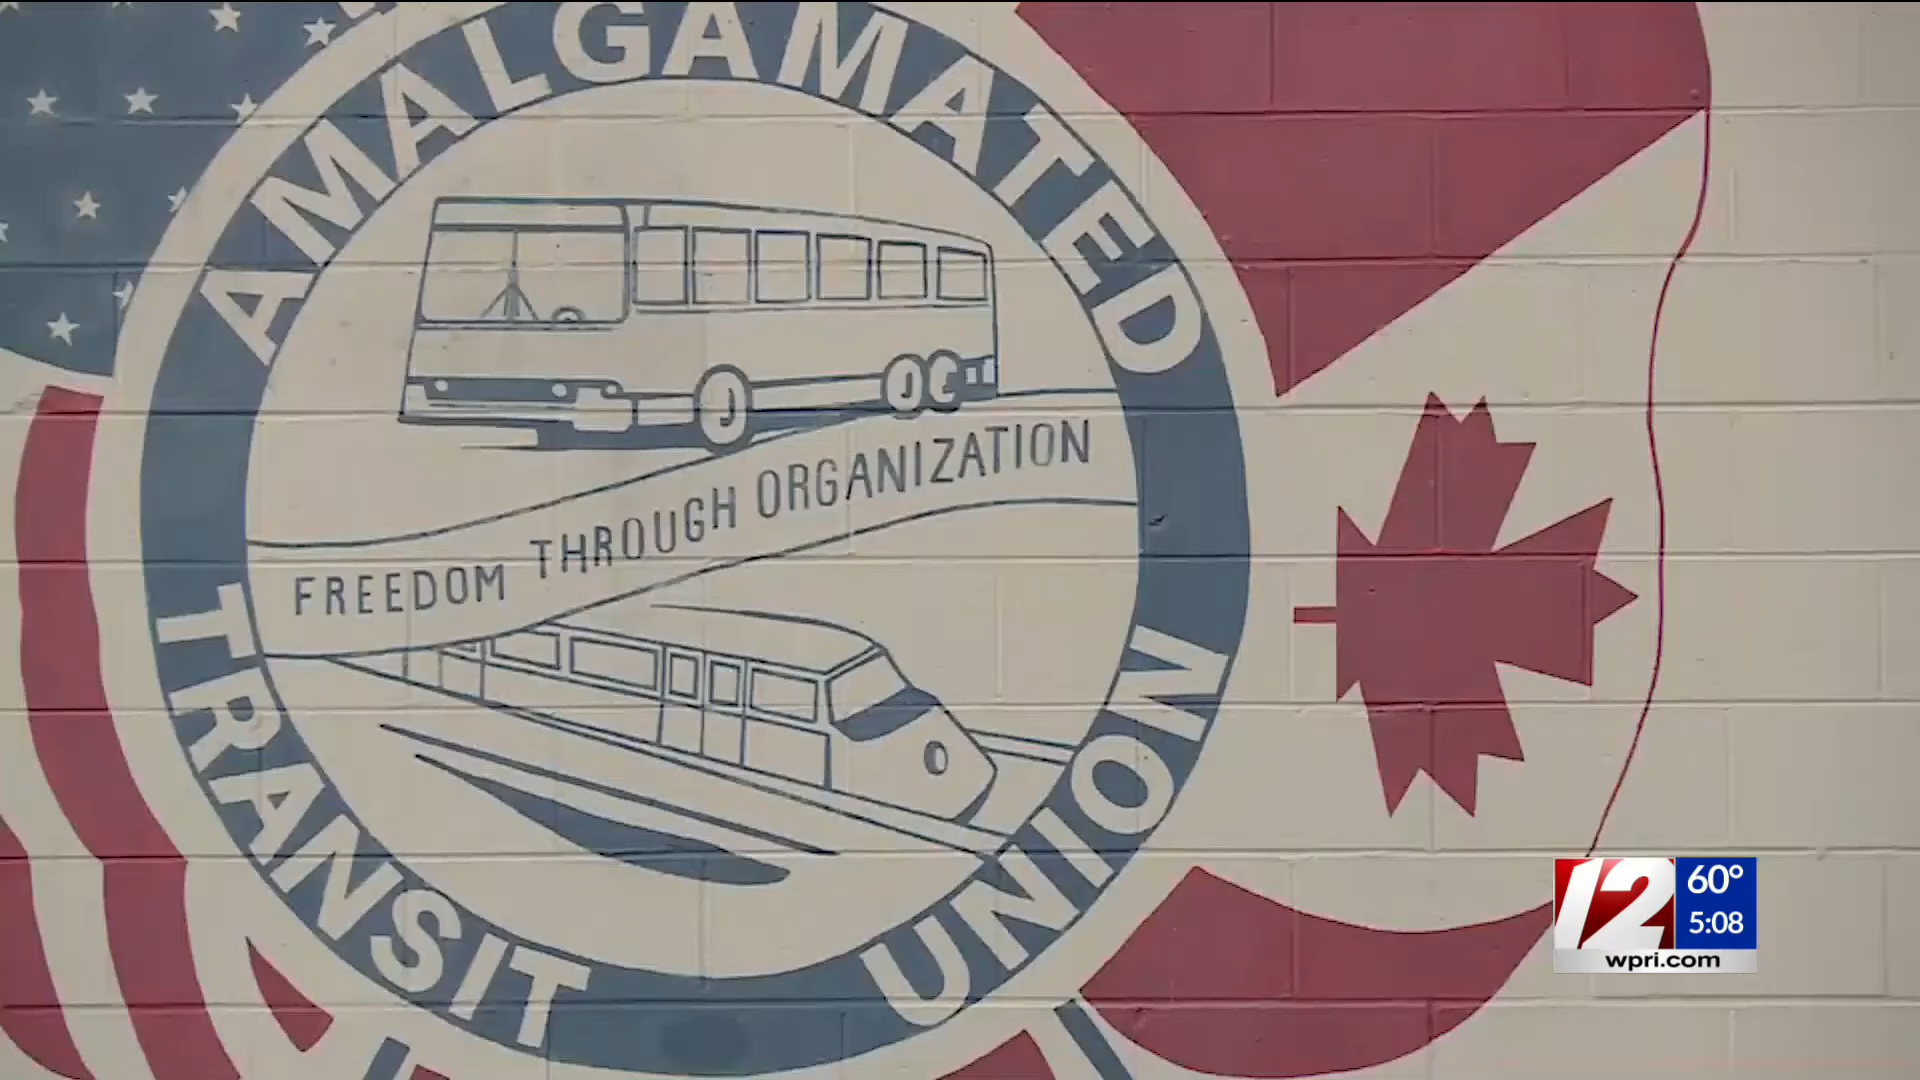 AMALGAMATED
FREEDOM THROUGH ORGANIZATION
TRANSIT UNION
12
60°
5:08
wpri.com